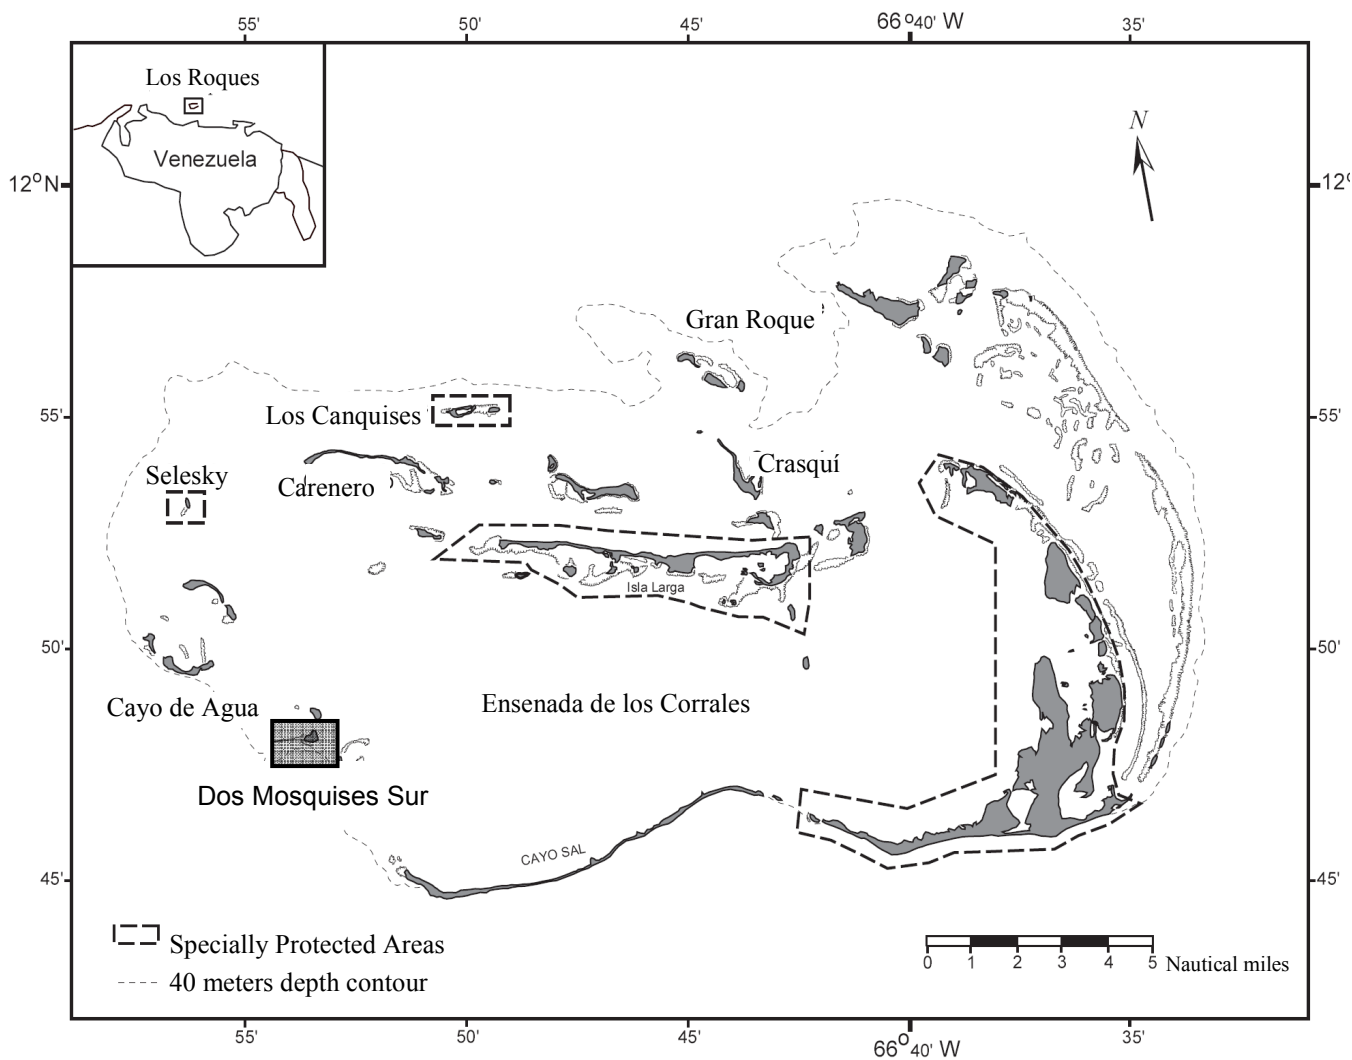 55' 50' 45' 66°40' W 35'
Los Roques
Venezuela
N
12°N
12°
Gran Roque
55'
Los Canquises
55'
Selesky
Carenero
Crasquí
Isla Larga
50'
50'
Cayo de Agua
Ensenada de los Corrales
Dos Mosquises Sur
CAYO SAL
45'
45'
Specially Protected Areas
40 meters depth contour
0 1 2 3 4 5 Nautical miles
55' 50' 45' 66°40' W 35'